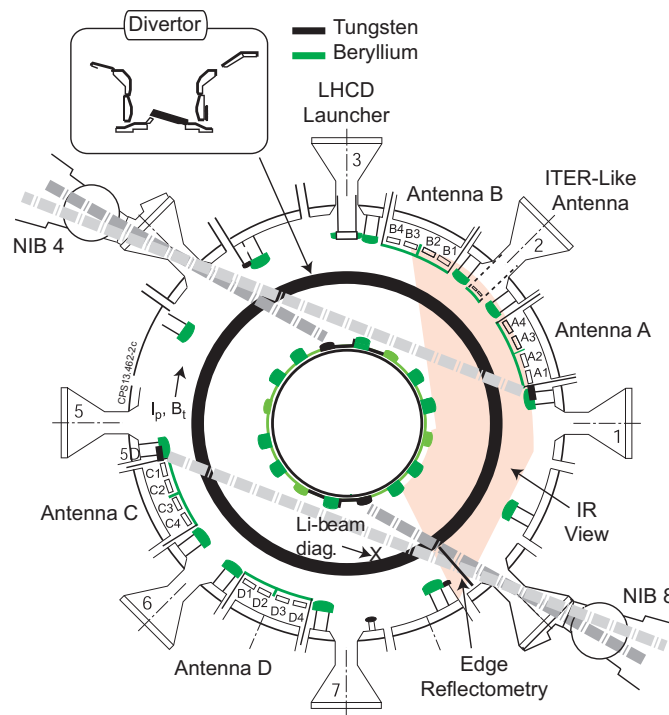 Divertor
Tungsten
Beryllium
LHCD
Launcher
3
Antenna B
ITER-Like
Antenna
B4
B3
B2
B1
2
NIB 4
Antenna A
A4
A3
A2
A1
CPS13.462-2c
Ip, Bt
5
1
5D
C1
C2
C3
C4
Antenna C
Li-beam
diag.
X
IR
View
NIB 8
6
D1
D2
D3
D4
Antenna D
7
Edge
Reflectometry